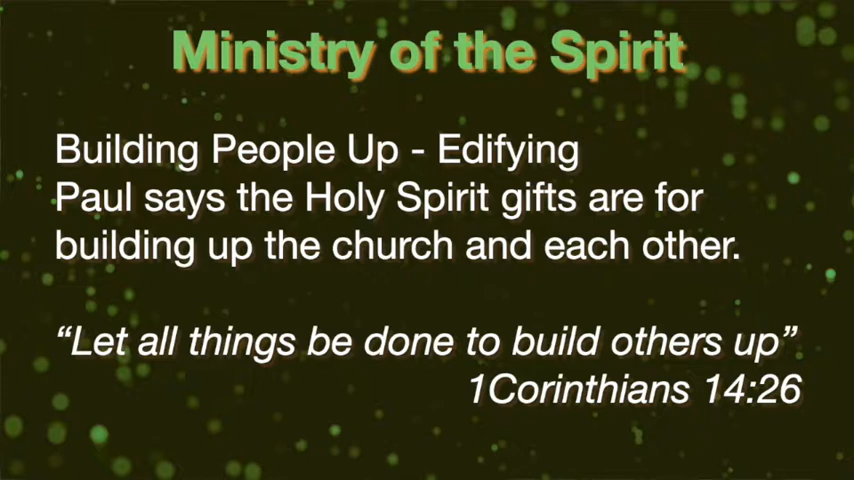 Ministry of the Spirit
Building People Up - Edifying
Paul says the Holy Spirit gifts are for
building up the church and each other.
“Let all things be done to build others up”
1Corinthians 14:26